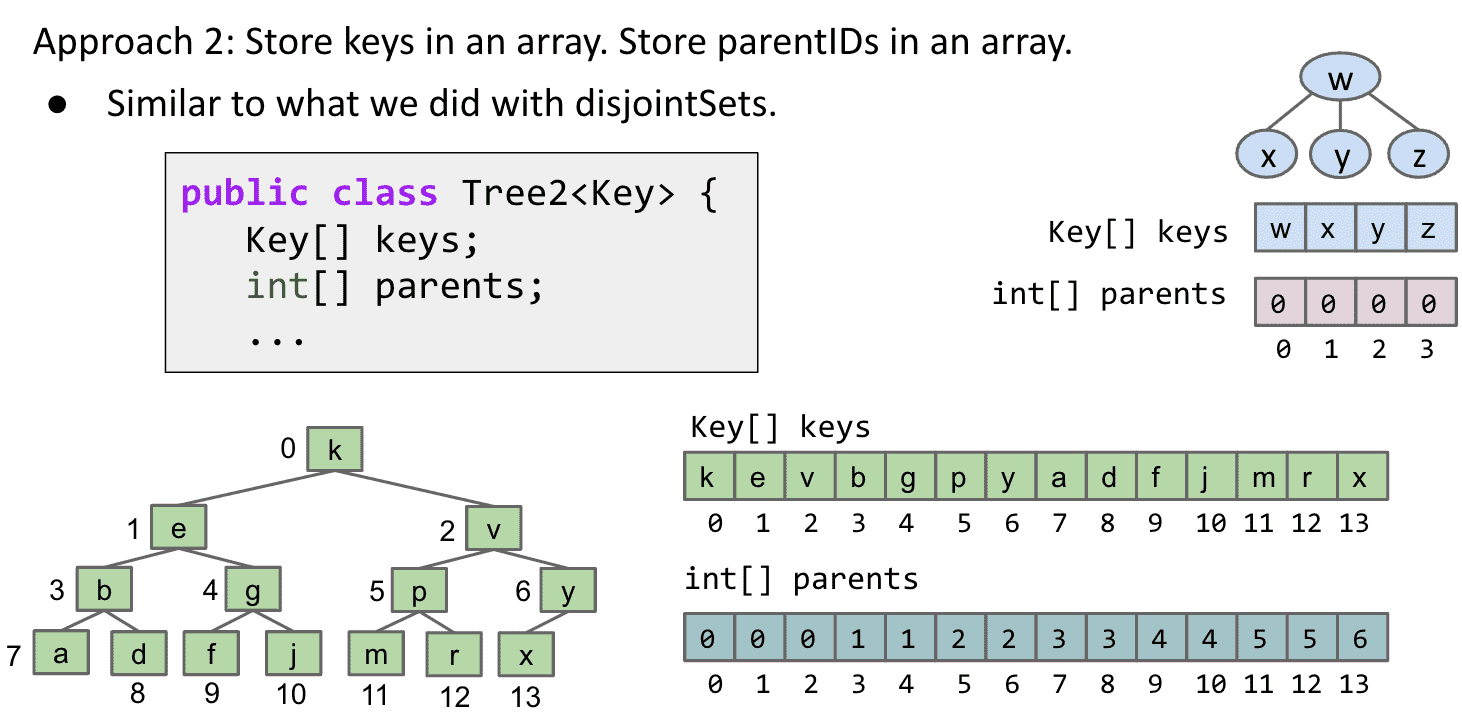 Approach 2: Store keys in an array. Store parentIDs in an array.
● Similar to what we did with disjointSets.
public class Tree2<Key> {
Key[] keys;
int[] parents;
...
w
x y z
Key[] keys w x y z
int[] parents 0 0 0 0
0 1 2 3
0 k
1 e 2 v
3 b 4 g 5 p 6 y
7 a d f j m r x
8 9 10 11 12 13
Key[] keys
k e v b g p y a d f j m r x
0 1 2 3 4 5 6 7 8 9 10 11 12 13
int[] parents
0 0 0 1 1 2 2 3 3 4 4 5 5 6
0 1 2 3 4 5 6 7 8 9 10 11 12 13